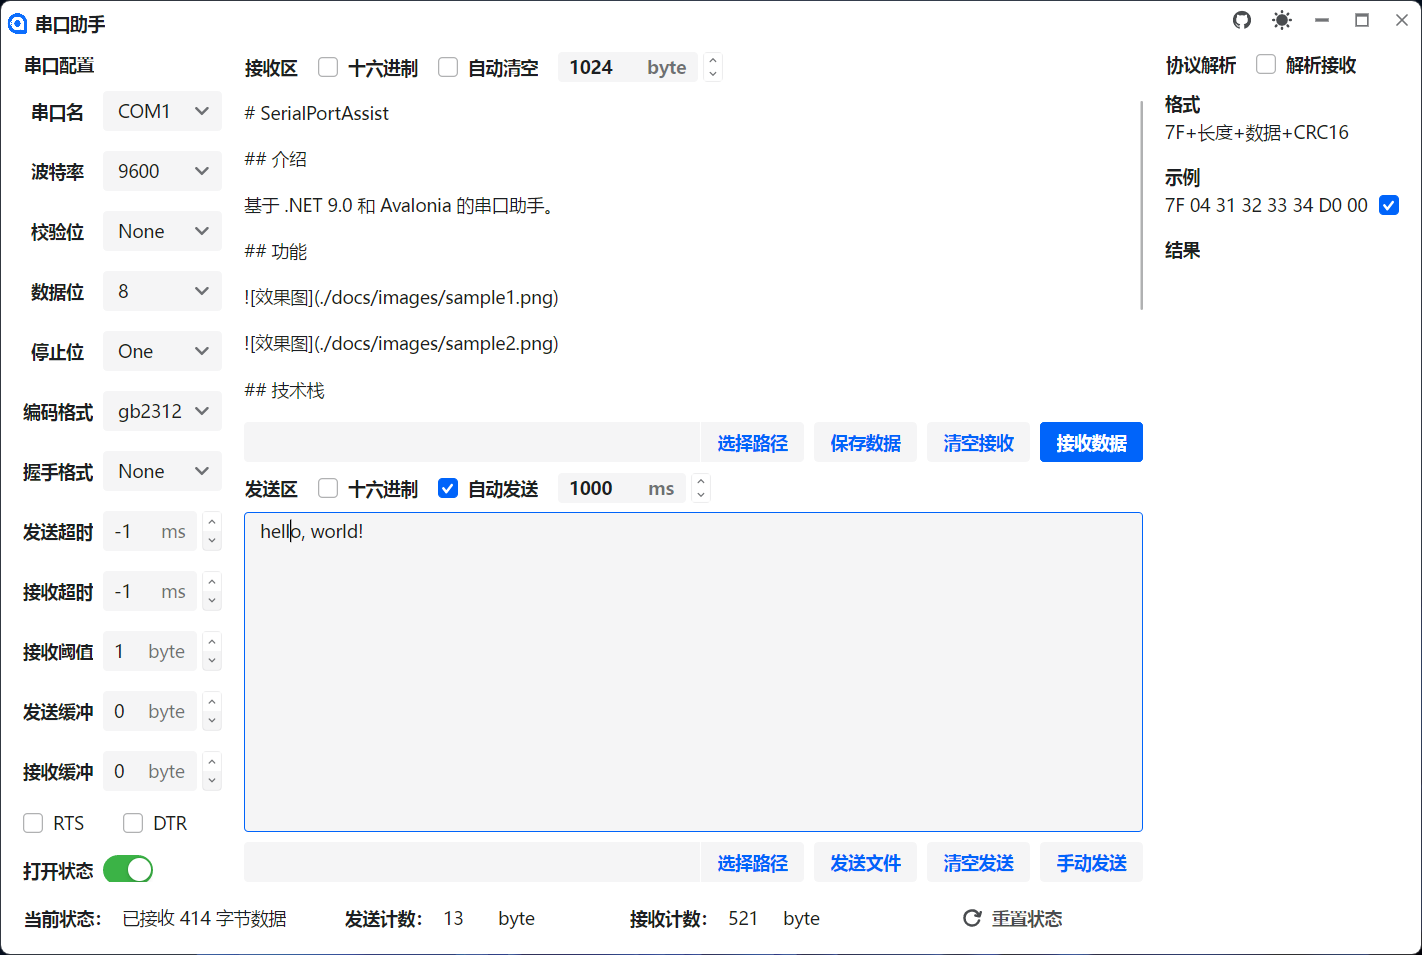 串口助手
串口配置
串口名 COM1
波特率 9600
校验位 None
数据位 8
停止位 One
编码格式 gb2312
握手格式 None
发送超时 -1 ms
接收超时 -1 ms
接收阈值 1 byte
发送缓冲 0 byte
接收缓冲 0 byte
RTS DTR
打开状态
接收区 十六进制 自动清空 1024 byte
# SerialPortAssist
## 介绍
基于 .NET 9.0 和 Avalonia 的串口助手。
## 功能
![效果图](./docs/images/sample1.png)
![效果图](./docs/images/sample2.png)
## 技术栈
选择路径 保存数据 清空接收 接收数据
发送区 十六进制 自动发送 1000 ms
hello, world!
选择路径 发送文件 清空发送 手动发送
协议解析 解析接收
格式
7F+长度+数据+CRC16
示例
7F 04 31 32 33 34 D0 00
结果
当前状态： 已接收 414 字节数据 发送计数： 13 byte 接收计数： 521 byte 重置状态